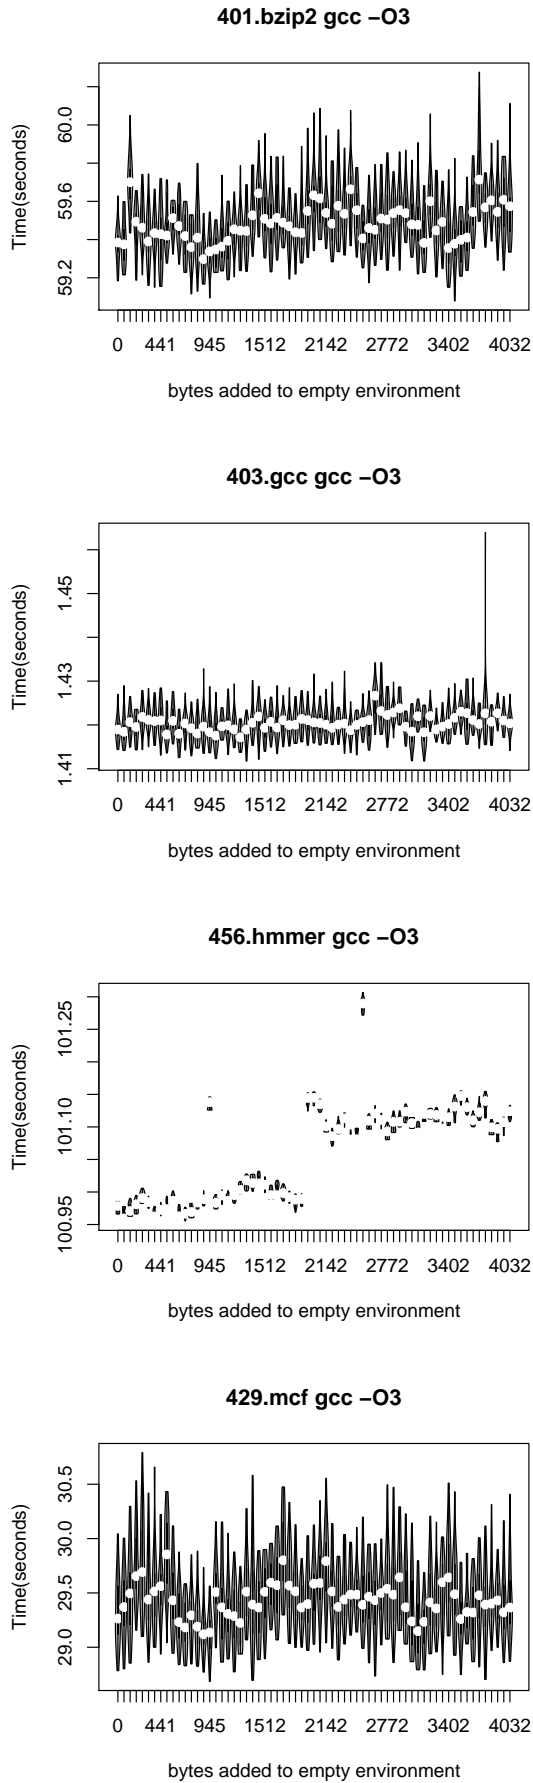 401.bzip2 gcc −O3
Time(seconds)
60.0
59.6
59.2
0 441 945 1512 2142 2772 3402 4032
bytes added to empty environment
403.gcc gcc −O3
Time(seconds)
1.45
1.43
1.41
0 441 945 1512 2142 2772 3402 4032
bytes added to empty environment
456.hmmer gcc −O3
Time(seconds)
101.25
101.10
100.95
0 441 945 1512 2142 2772 3402 4032
bytes added to empty environment
429.mcf gcc −O3
Time(seconds)
30.5
30.0
29.5
29.0
0 441 945 1512 2142 2772 3402 4032
bytes added to empty environment